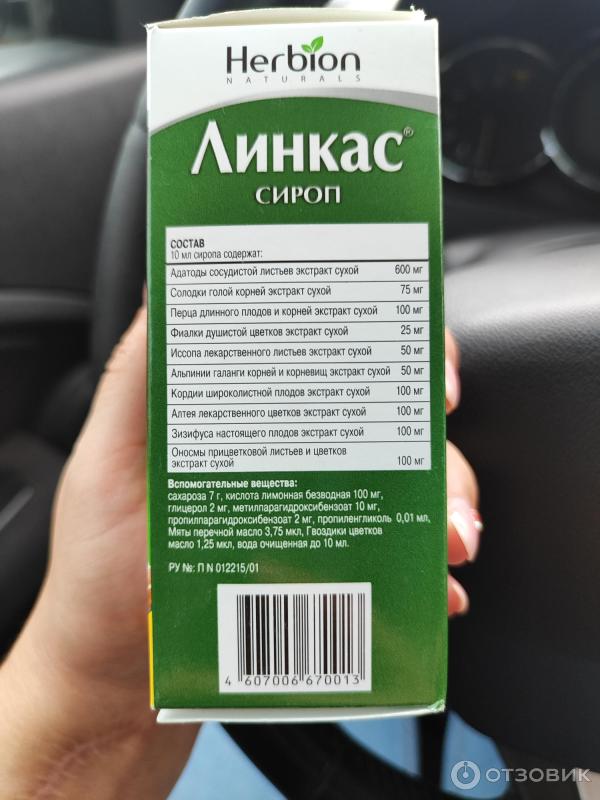 Herbion
NATURALS
Линкас®
СИРОП
СОСТАВ
10 мл сиропа содержат:
Адатоды сосудистой листьев экстракт сухой 600 мг
Солодки голой корней экстракт сухой 75 мг
Перца длинного плодов и корней экстракт сухой 100 мг
Фиалки душистой цветков экстракт сухой 25 мг
Иссопа лекарственного листьев экстракт сухой 50 мг
Альпинии галанги корней и корневищ экстракт сухой 50 мг
Кордии широколистной плодов экстракт сухой 100 мг
Алтея лекарственного цветков экстракт сухой 100 мг
Зизифуса настоящего плодов экстракт сухой 100 мг
Оносмы прицветковой листьев и цветков
экстракт сухой 100 мг
Вспомогательные вещества:
сахароза 7 г, кислота лимонная безводная 100 мг,
глицерол 2 мг, метилпарагидроксибензоат 10 мг,
пропилпарагидроксибензоат 2 мг, пропиленгликоль 0,01 мл,
Мяты перечной масло 3,75 мкл, Гвоздики цветков
масло 1,25 мкл, вода очищенная до 10 мл.
РУ №: П N 012215/01
4 607006 670013
ОТЗОВИК